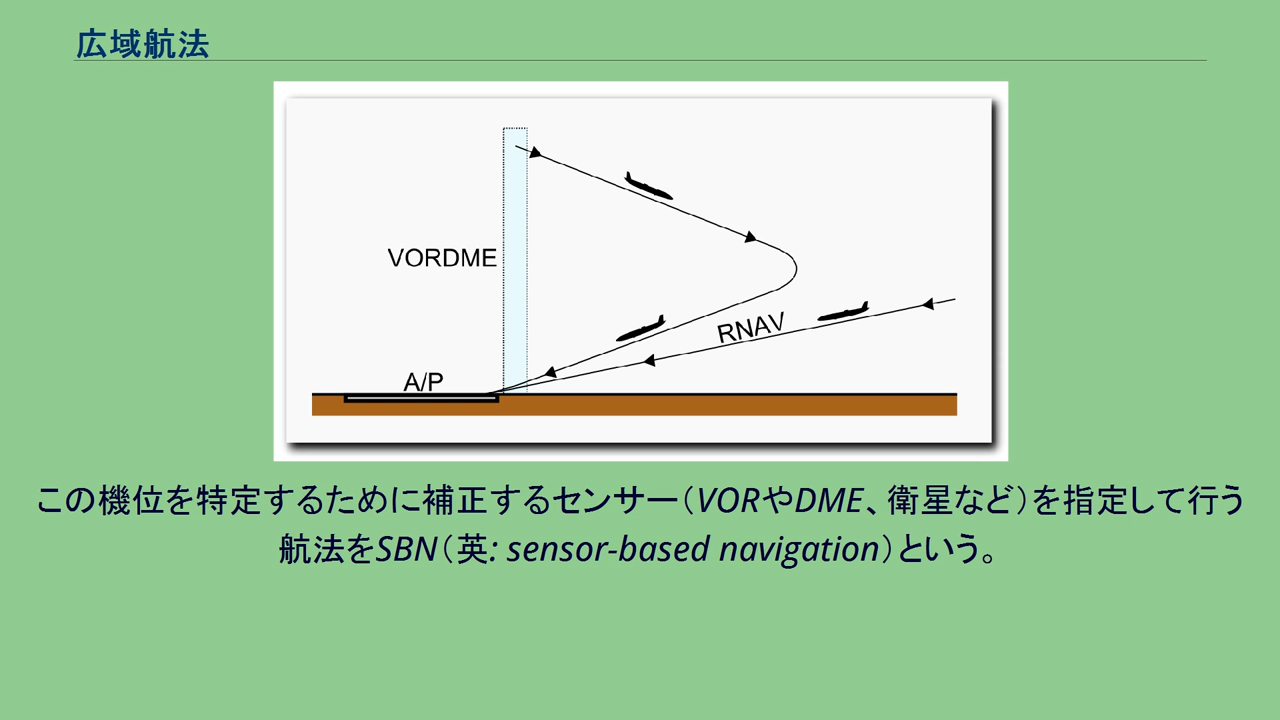 広域航法
VORDME
RNAV
A/P
この機位を特定するために補正するセンサー（VORやDME、衛星など）を指定して行う
航法をSBN（英: sensor-based navigation）という。